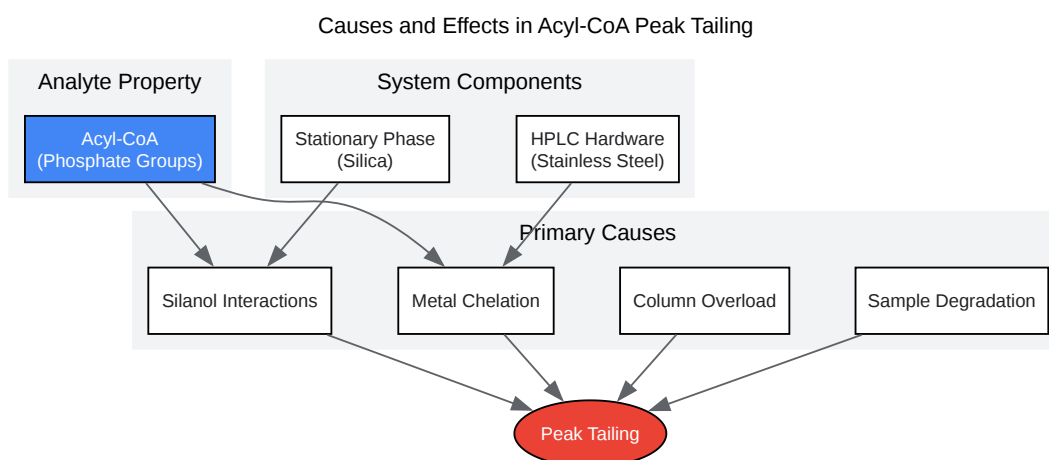 Causes and Effects in Acyl-CoA Peak Tailing
Analyte Property
System Components
Acyl-CoA
(Phosphate Groups)
Stationary Phase
(Silica)
HPLC Hardware
(Stainless Steel)
Primary Causes
Silanol Interactions
Metal Chelation
Column Overload
Sample Degradation
Peak Tailing